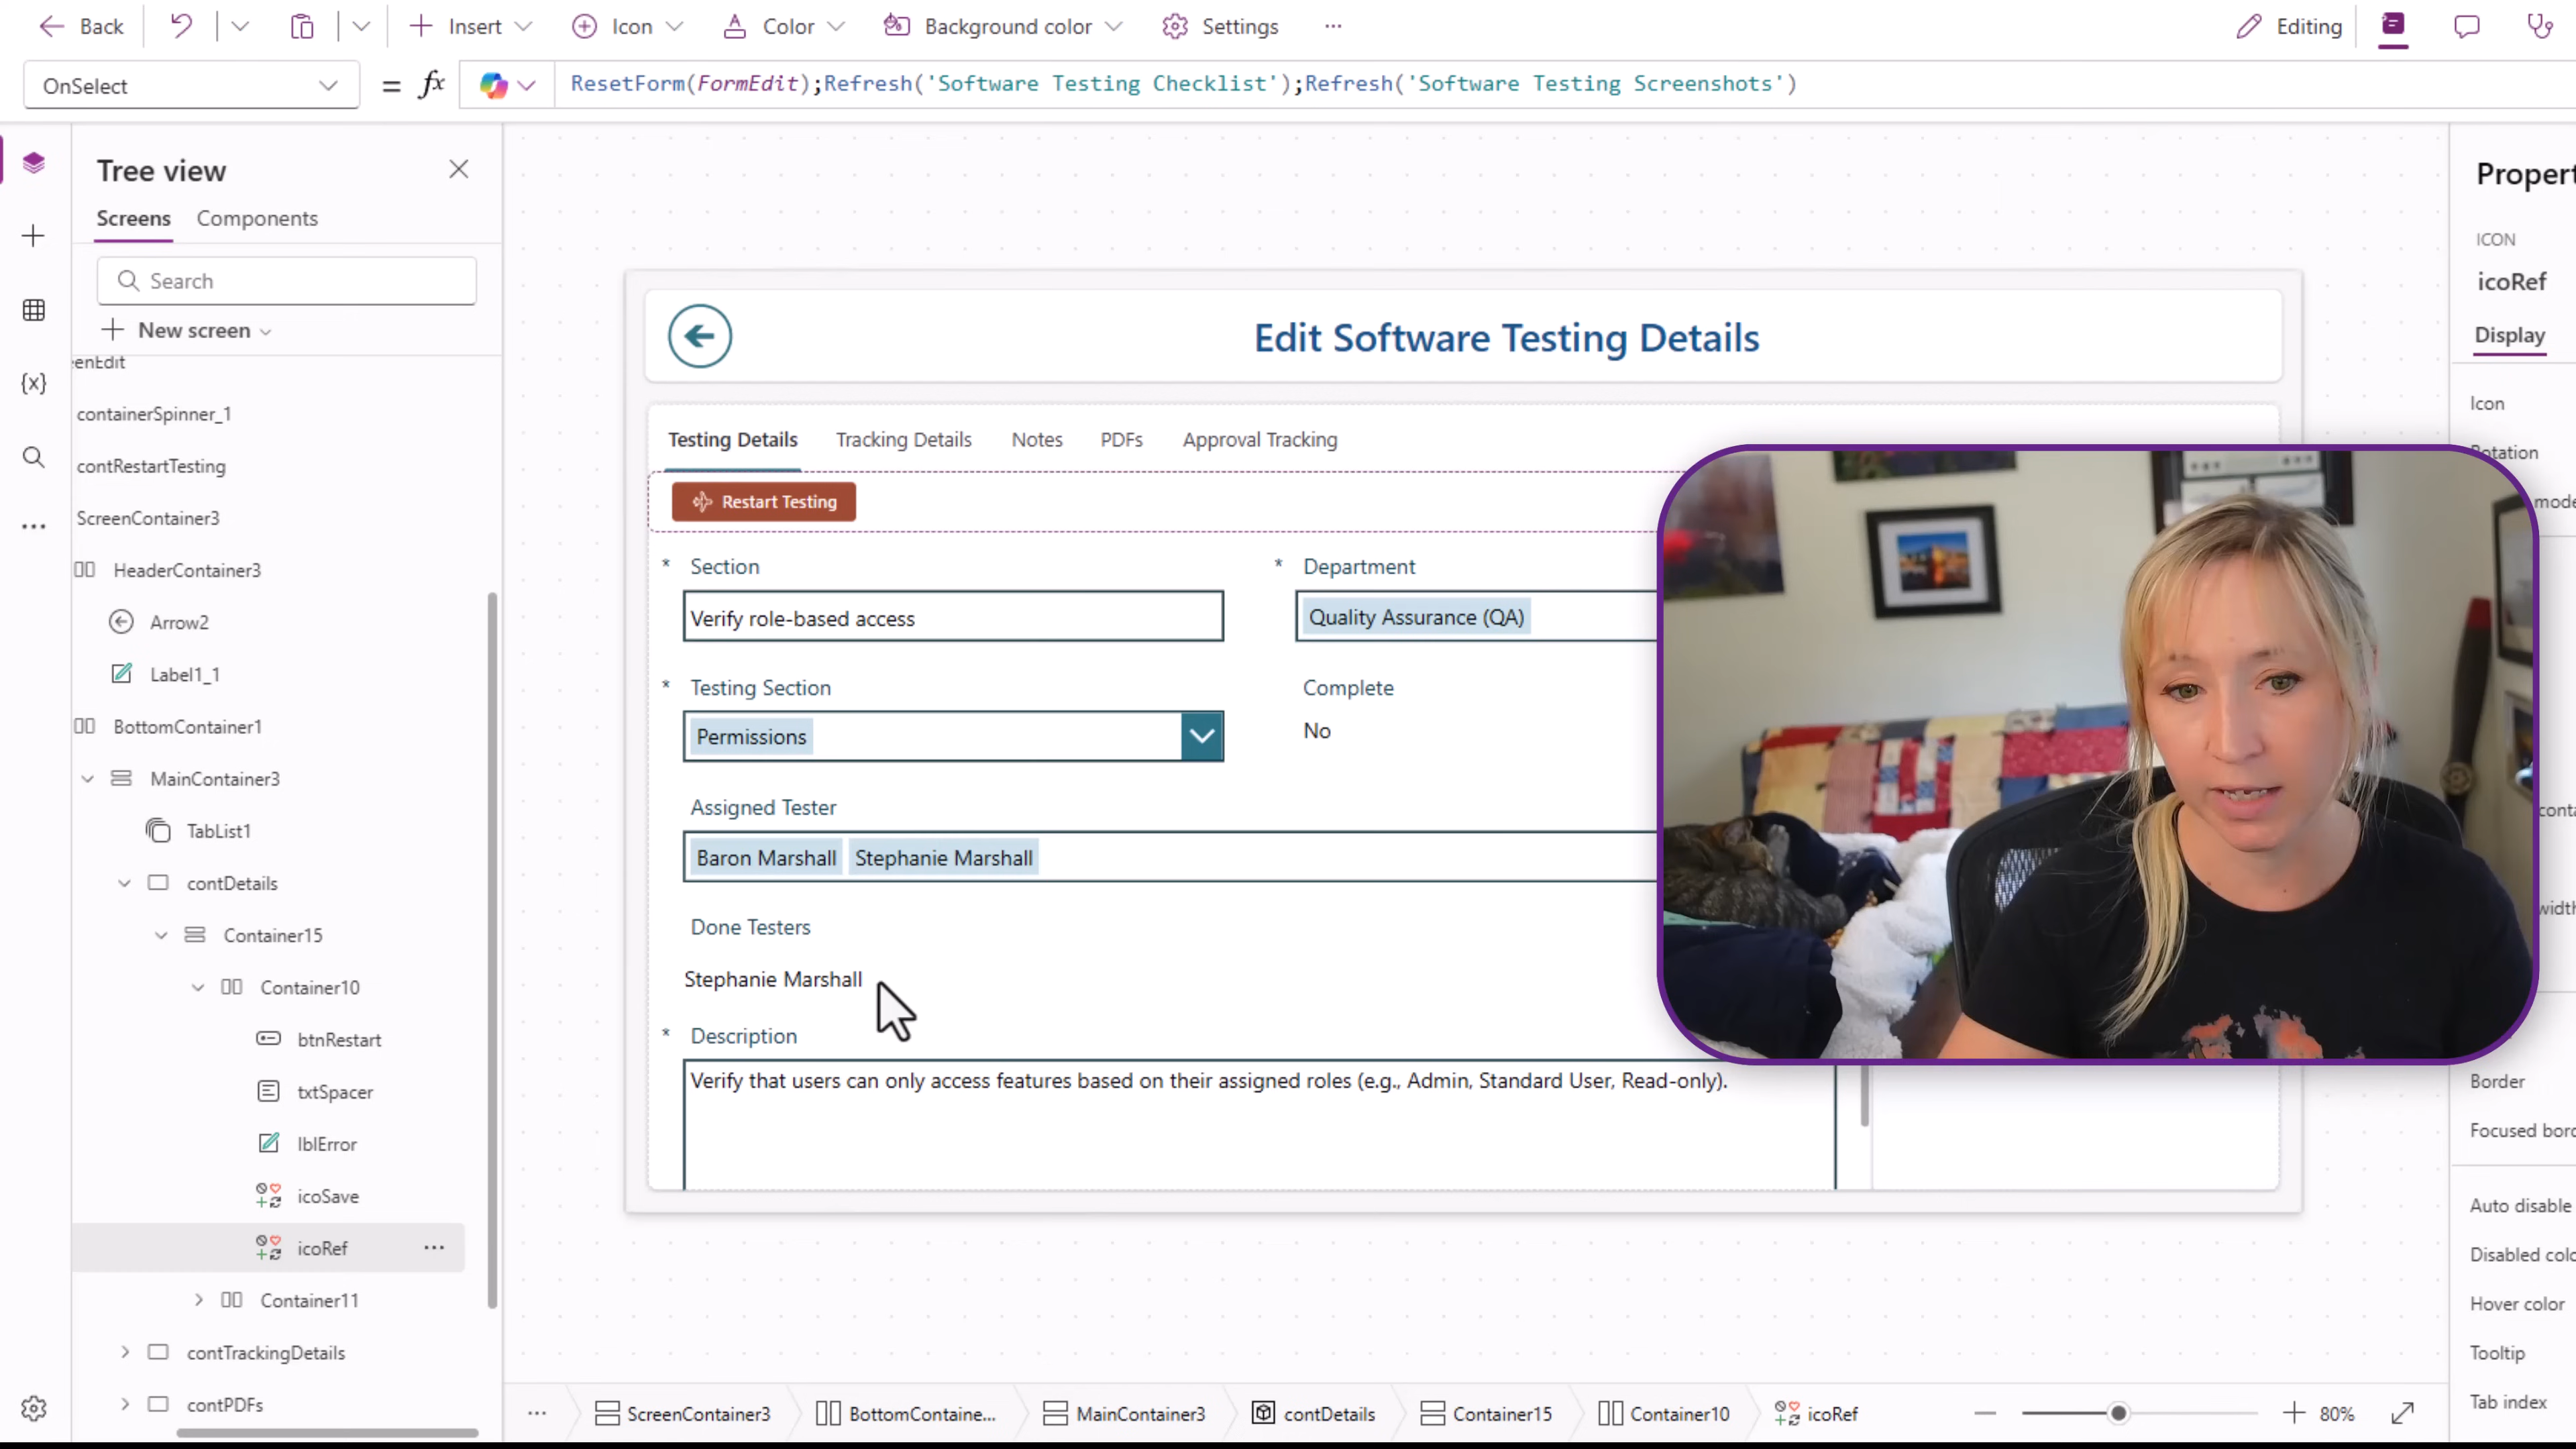 Back
Insert
Icon
Color
Background color
Settings
...
Editing
OnSelect
= fx
ResetForm(FormEdit);Refresh('Software Testing Checklist');Refresh('Software Testing Screenshots')
Tree view
Screens
Components
Search
New screen
containerSpinner_1
contRestartTesting
ScreenContainer3
HeaderContainer3
Arrow2
Label1_1
BottomContainer1
MainContainer3
TabList1
contDetails
Container15
Container10
btnRestart
txtSpacer
lblError
icoSave
icoRef
Container11
contTrackingDetails
contPDFs
Edit Software Testing Details
Testing Details
Tracking Details
Notes
PDFs
Approval Tracking
Restart Testing
* Section
Verify role-based access
* Department
Quality Assurance (QA)
* Testing Section
Permissions
Complete
No
Assigned Tester
Baron Marshall
Stephanie Marshall
Done Testers
Stephanie Marshall
* Description
Verify that users can only access features based on their assigned roles (e.g., Admin, Standard User, Read-only).
ICON
icoRef
Display
Icon
Border
Auto disable
Hover color
Tooltip
Tab index
...
ScreenContainer3
BottomContaine...
MainContainer3
contDetails
Container15
Container10
icoRef
80%